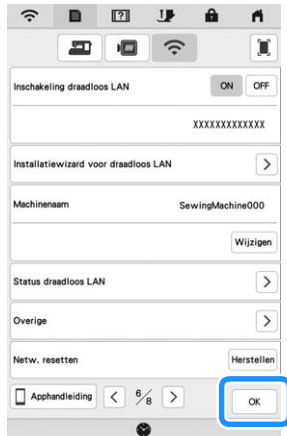 Inschakeling draadloos LAN ON OFF
XXXXXXXXXXXXX
Installatiewizard voor draadloos LAN
Machinenaam SewingMachine000
Wijzigen
Status draadloos LAN
Overige
Netw. resetten Herstellen
Apphandleiding 6/8 OK